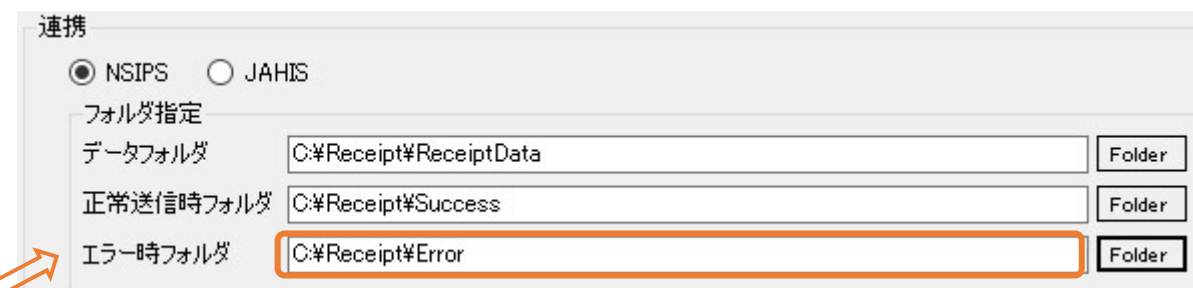 連携
NSIPS JAHIS
フォルダ指定
データフォルダ C:¥Receipt¥ReceiptData Folder
正常送信時フォルダ C:¥Receipt¥Success Folder
エラー時フォルダ C:¥Receipt¥Error Folder